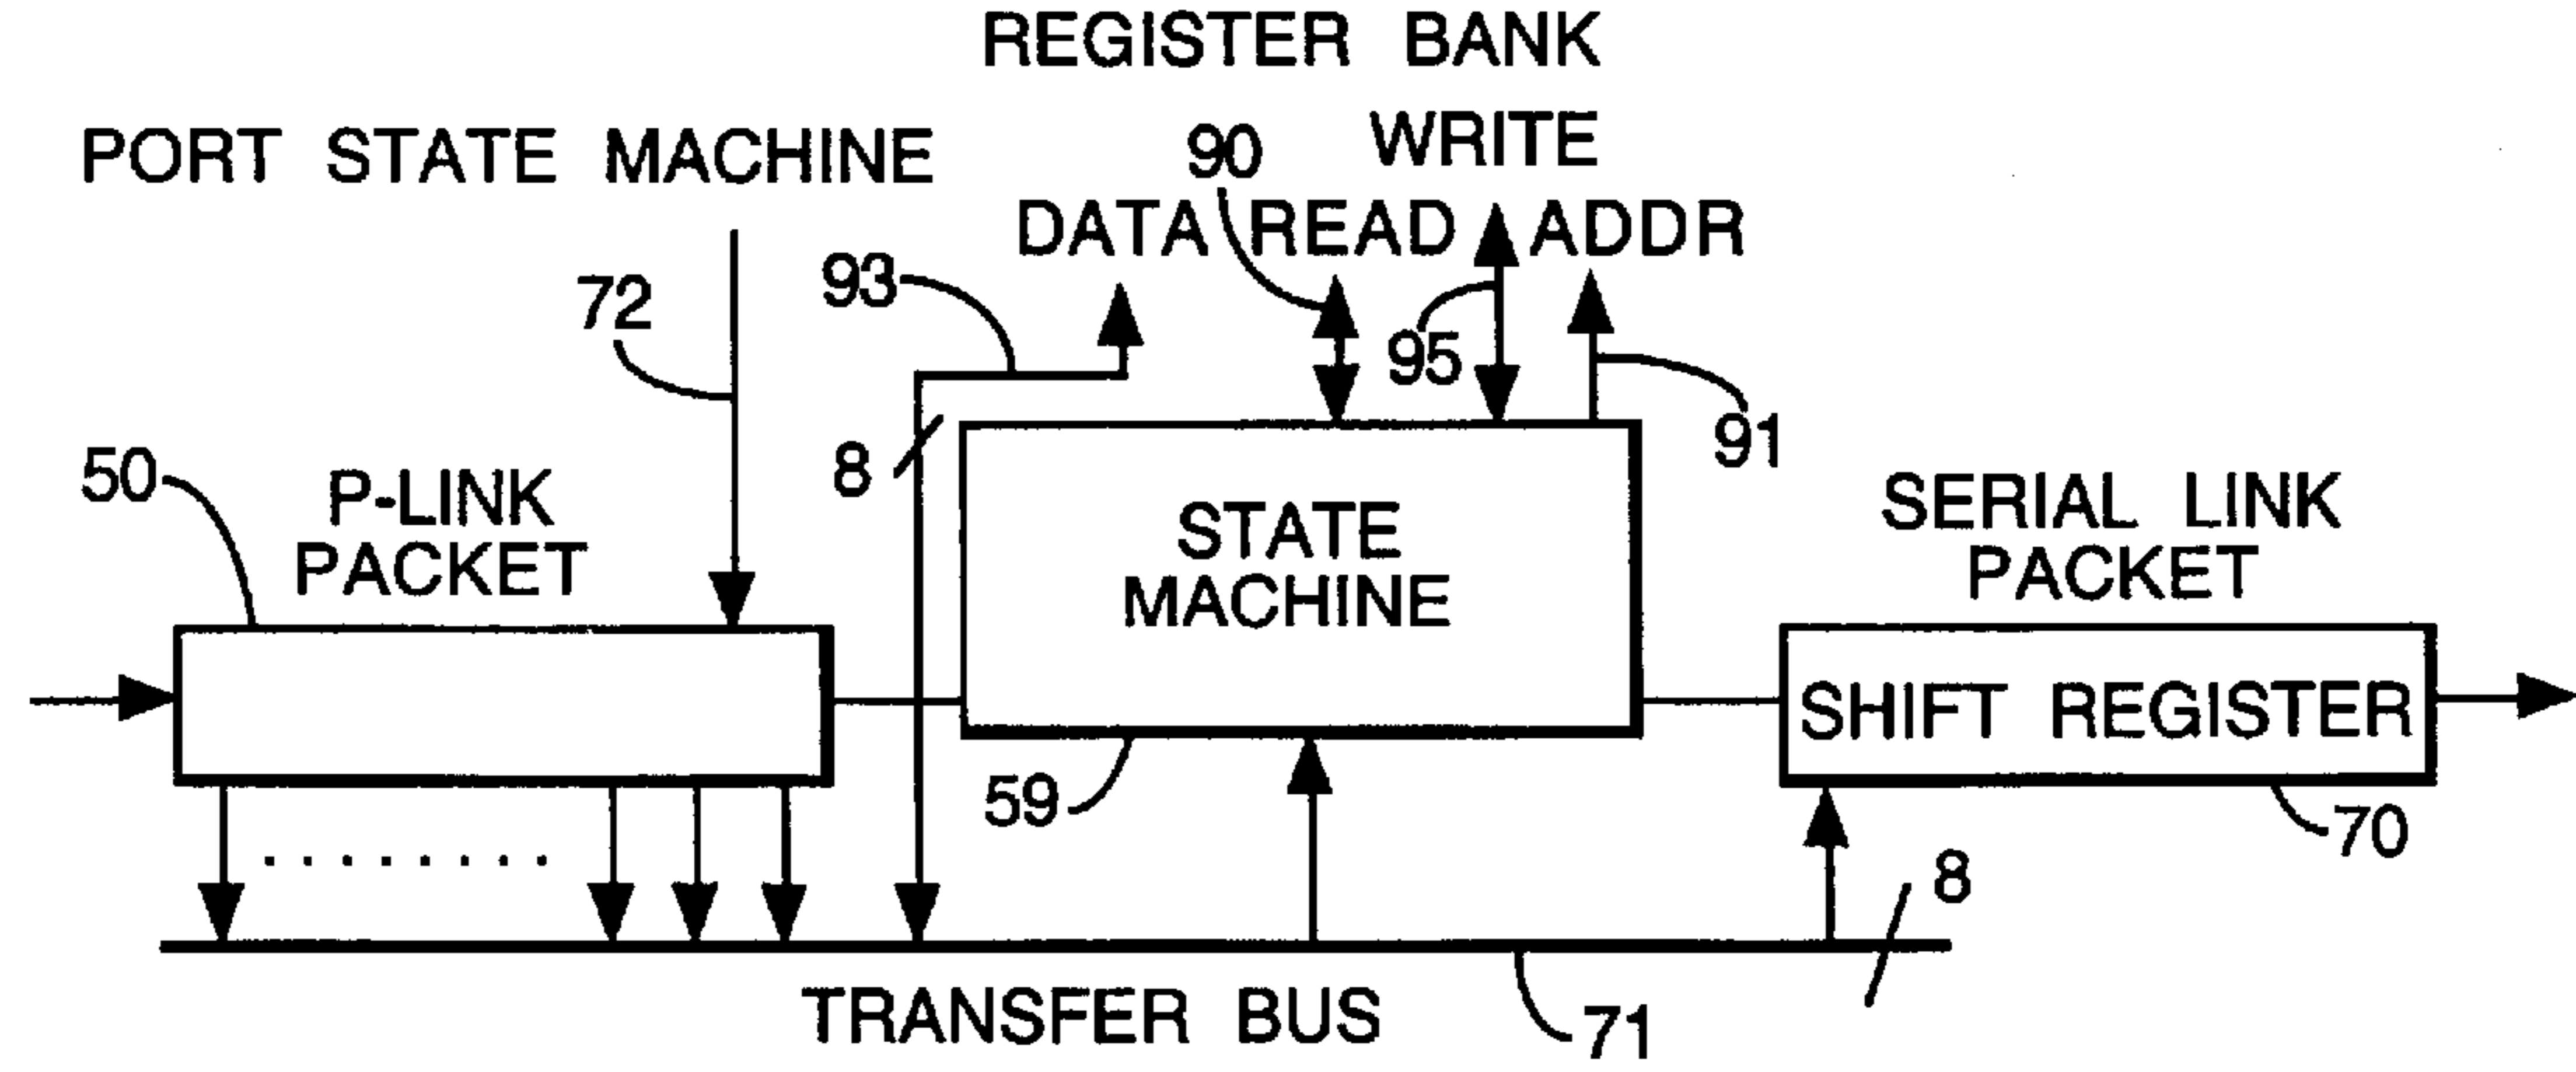 REGISTER BANK
PORT STATE MACHINE
90
WRITE
DATA READ ADDR
93
72
95
91
8
50
P-LINK
PACKET
STATE
MACHINE
SERIAL LINK
PACKET
SHIFT REGISTER
59
70
8
TRANSFER BUS
71